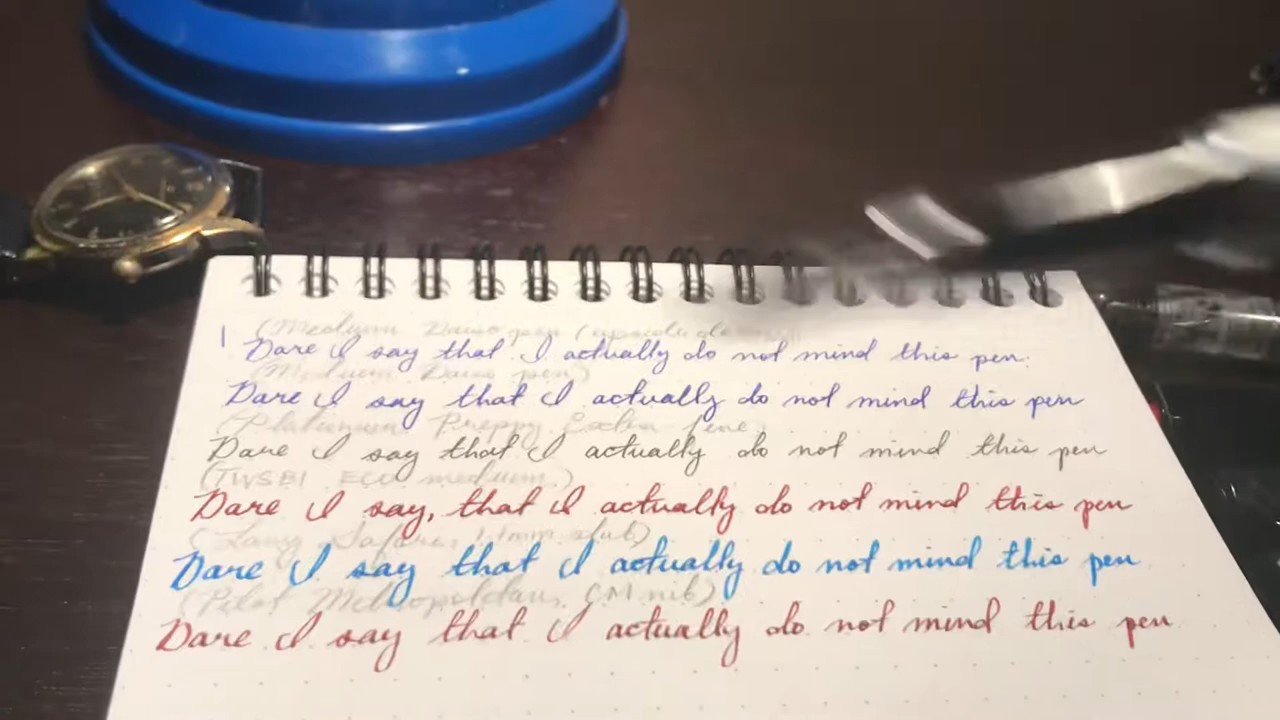 1
(Medium Daiso pen (upside de
Dare I say that I actually do not mind this pen.
(Medium Daiso pen)
Dare I say that I actually do not mind this pen
(Platinum Preppy Extra fine
Dare I say that I actually do not mind this pen
(TWSBI ECO medium)
Dare I say, that I actually do not mind this pen
(Lamy Safari, 1.1mm stub)
Dare I say that I actually do not mind this pen
(Pilot Metropolitan, CM nib)
Dare I say that I actually do not mind this pen